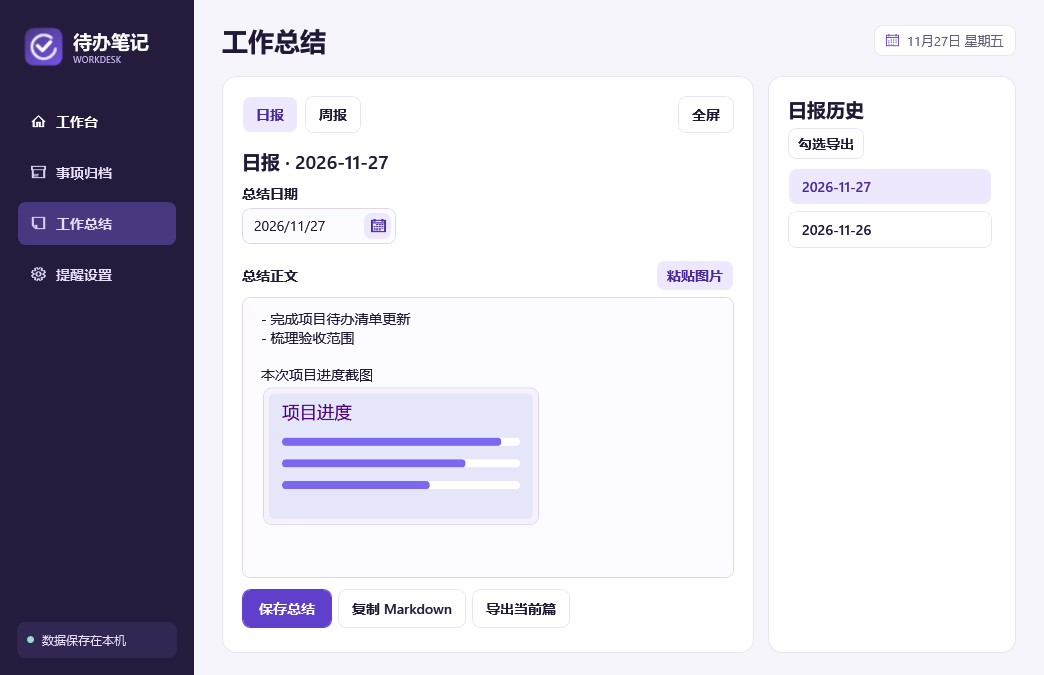 待办笔记
WORKDESK
工作台
事项归档
工作总结
提醒设置
数据保存在本机
工作总结
11月27日 星期五
日报
周报
全屏
日报 · 2026-11-27
总结日期
2026/11/27
总结正文
粘贴图片
- 完成项目待办清单更新
- 梳理验收范围
本次项目进度截图
项目进度
保存总结
复制 Markdown
导出当前篇
日报历史
勾选导出
2026-11-27
2026-11-26